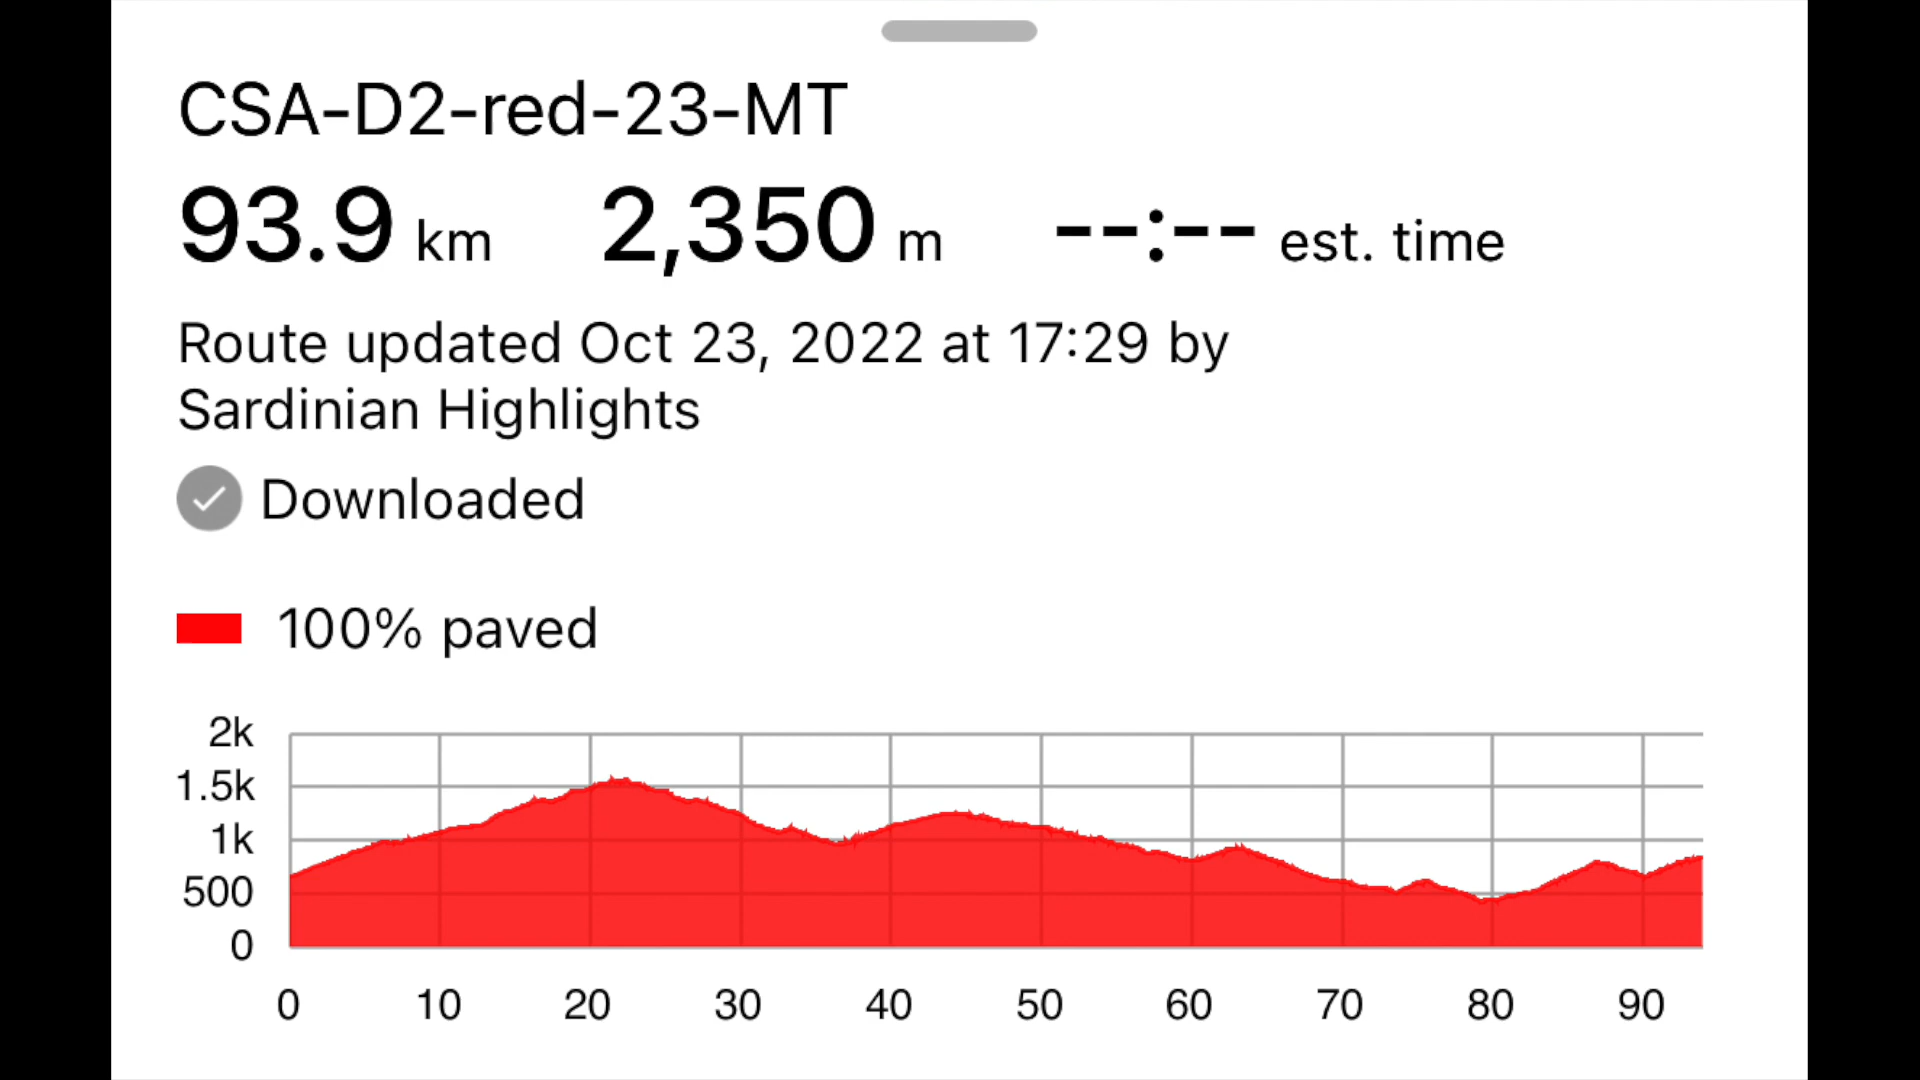 CSA-D2-red-23-MT
93.9 km 2,350 m --:-- est. time
Route updated Oct 23, 2022 at 17:29 by
Sardinian Highlights
Downloaded
100% paved
2k
1.5k
1k
500
0
0 10 20 30 40 50 60 70 80 90